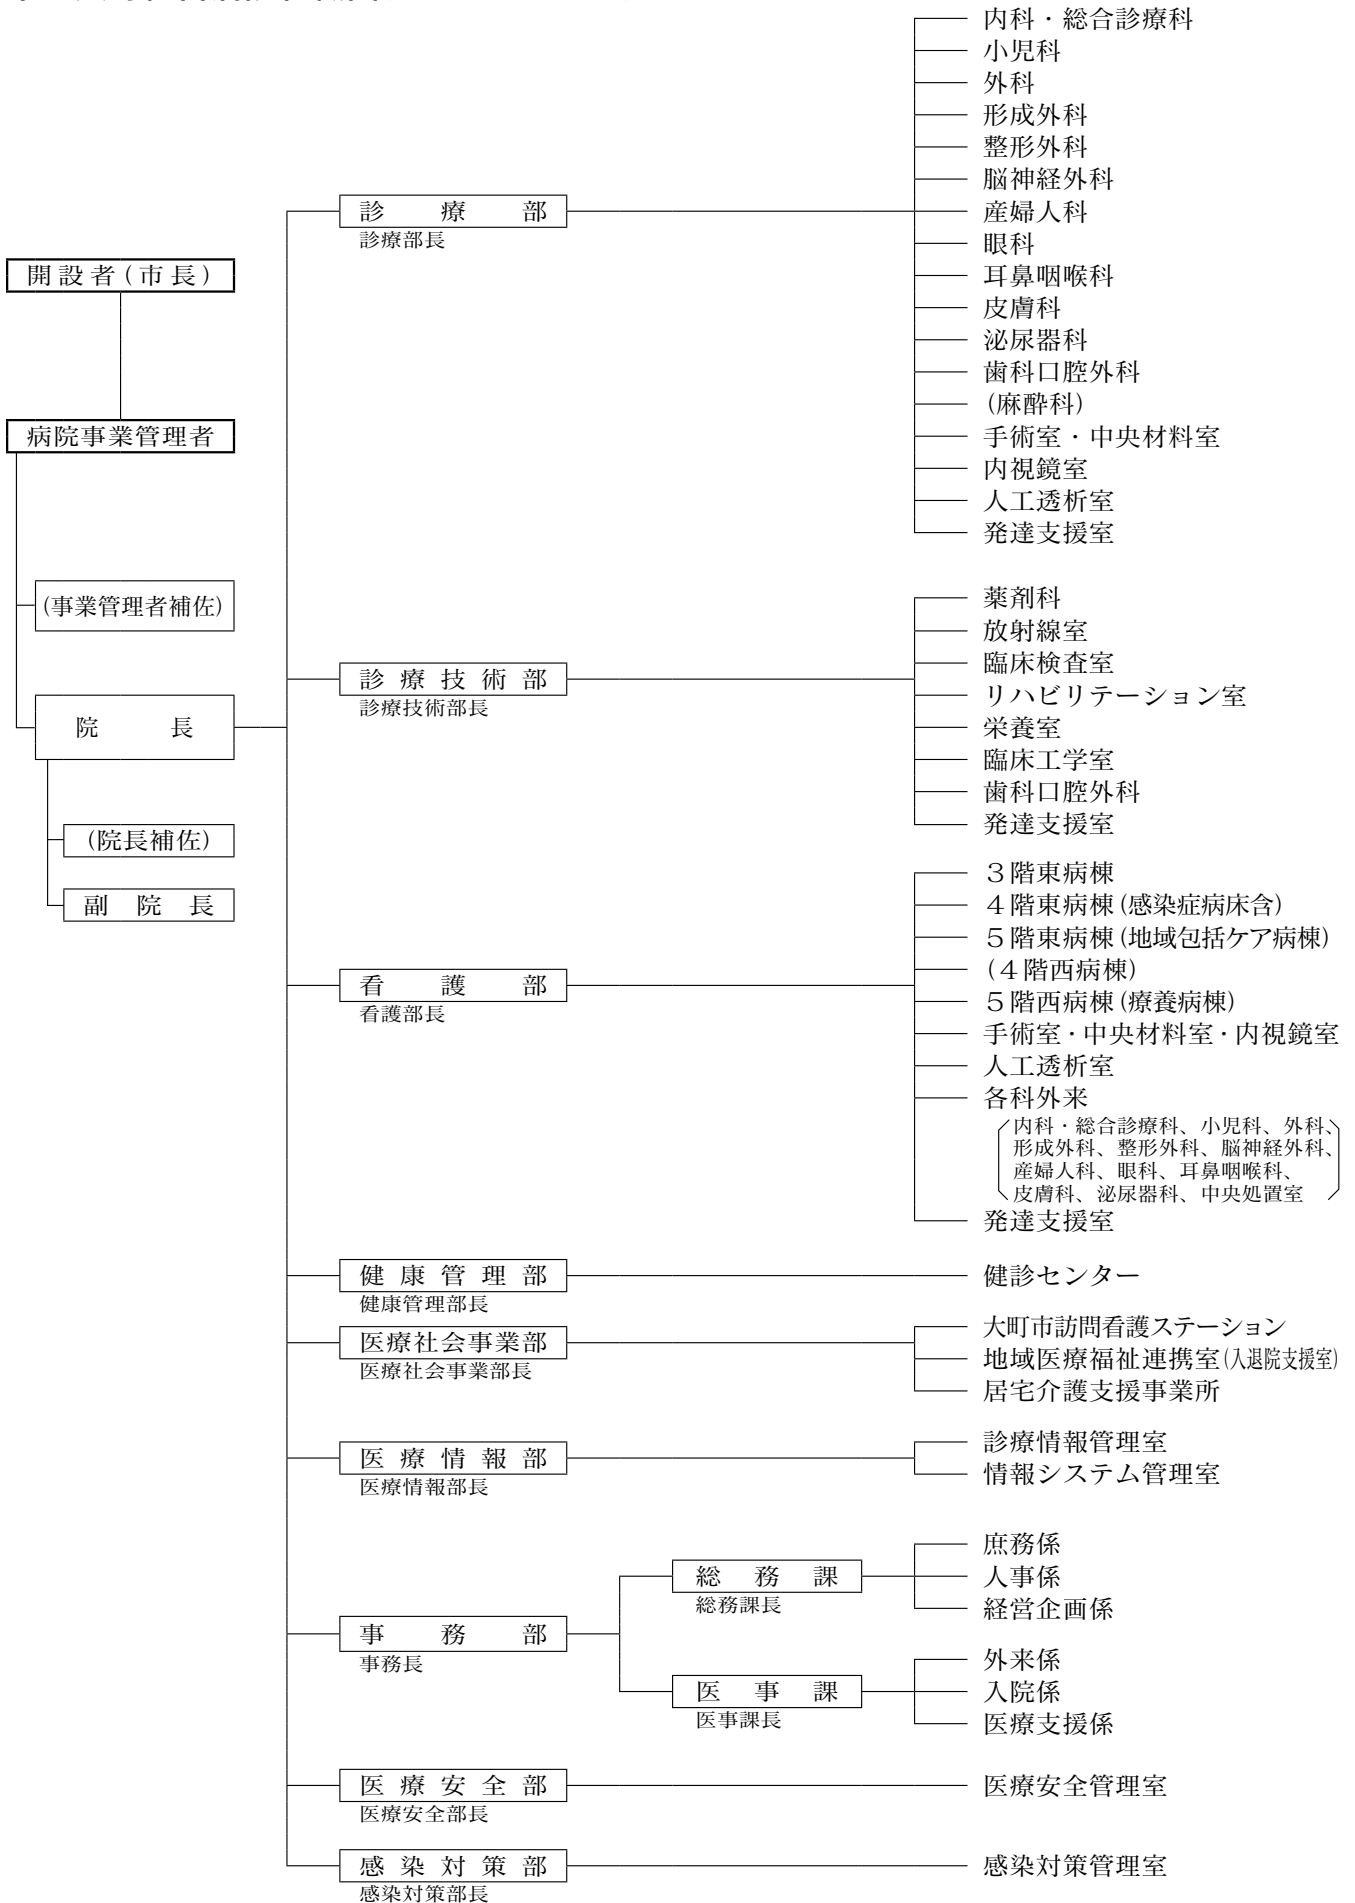 開設者(市長)
病院事業管理者
(事業管理者補佐)
院長
(院長補佐)
副院長
診療部
診療部長
内科・総合診療科
小児科
外科
形成外科
整形外科
脳神経外科
産婦人科
眼科
耳鼻咽喉科
皮膚科
泌尿器科
歯科口腔外科
(麻酔科)
手術室・中央材料室
内視鏡室
人工透析室
発達支援室
診療技術部
診療技術部長
薬剤科
放射線室
臨床検査室
リハビリテーション室
栄養室
臨床工学室
歯科口腔外科
発達支援室
看護部
看護部長
3階東病棟
4階東病棟(感染症病床含)
5階東病棟(地域包括ケア病棟)
(4階西病棟)
5階西病棟(療養病棟)
手術室・中央材料室・内視鏡室
人工透析室
各科外来
内科・総合診療科、小児科、外科、
形成外科、整形外科、脳神経外科、
産婦人科、眼科、耳鼻咽喉科、
皮膚科、泌尿器科、中央処置室
発達支援室
健康管理部
健康管理部長
健診センター
医療社会事業部
医療社会事業部長
大町市訪問看護ステーション
地域医療福祉連携室(入退院支援室)
居宅介護支援事業所
医療情報部
医療情報部長
診療情報管理室
情報システム管理室
事務部
事務長
総務課
総務課長
庶務係
人事係
経営企画係
医事課
医事課長
外来係
入院係
医療支援係
医療安全部
医療安全部長
医療安全管理室
感染対策部
感染対策部長
感染対策管理室